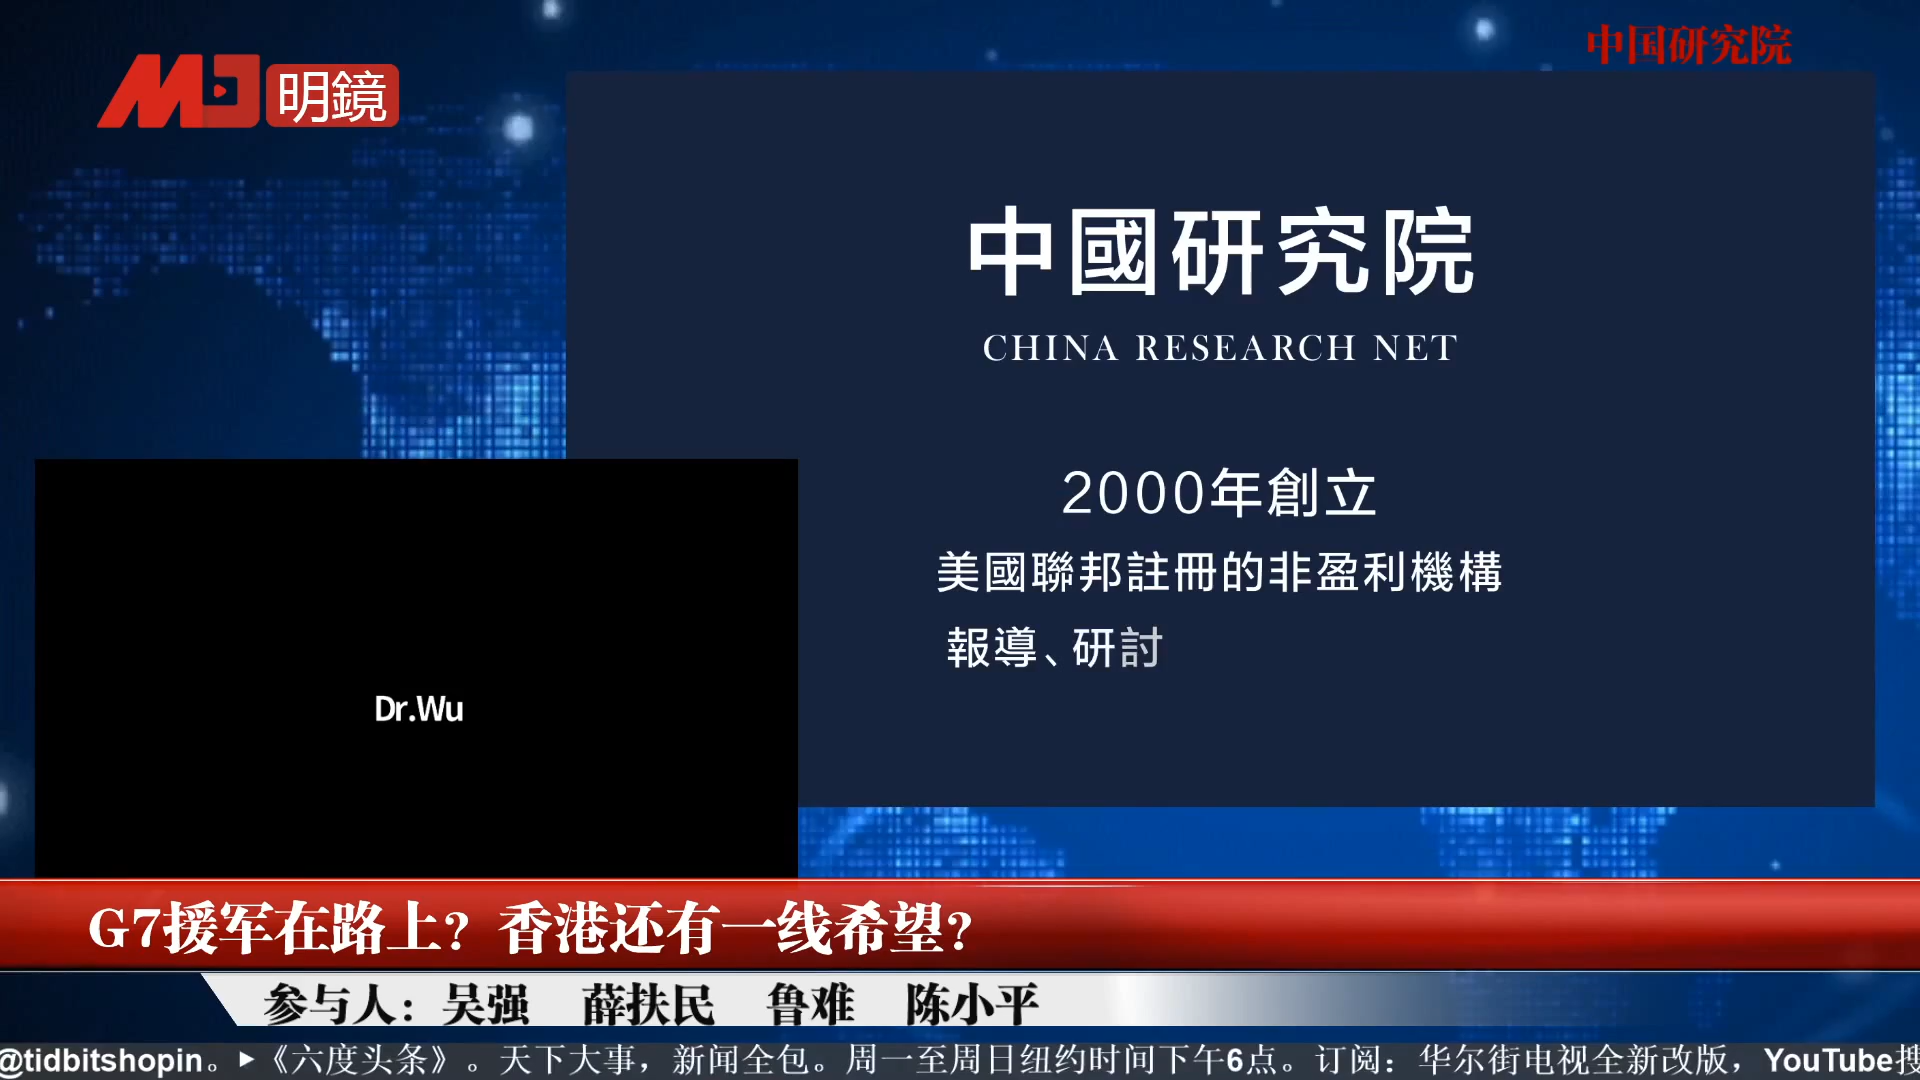 中国研究院
明鏡
中國研究院
CHINA RESEARCH NET
2000年創立
美國聯邦註冊的非盈利機構
報導、研討
Dr.Wu
G7援军在路上？香港还有一线希望？
参与人：吴强 薛扶民 鲁难 陈小平
@tidbitshopin。▶《六度头条》。天下大事，新闻全包。周一至周日纽约时间下午6点。订阅：华尔街电视全新改版，YouTube搜